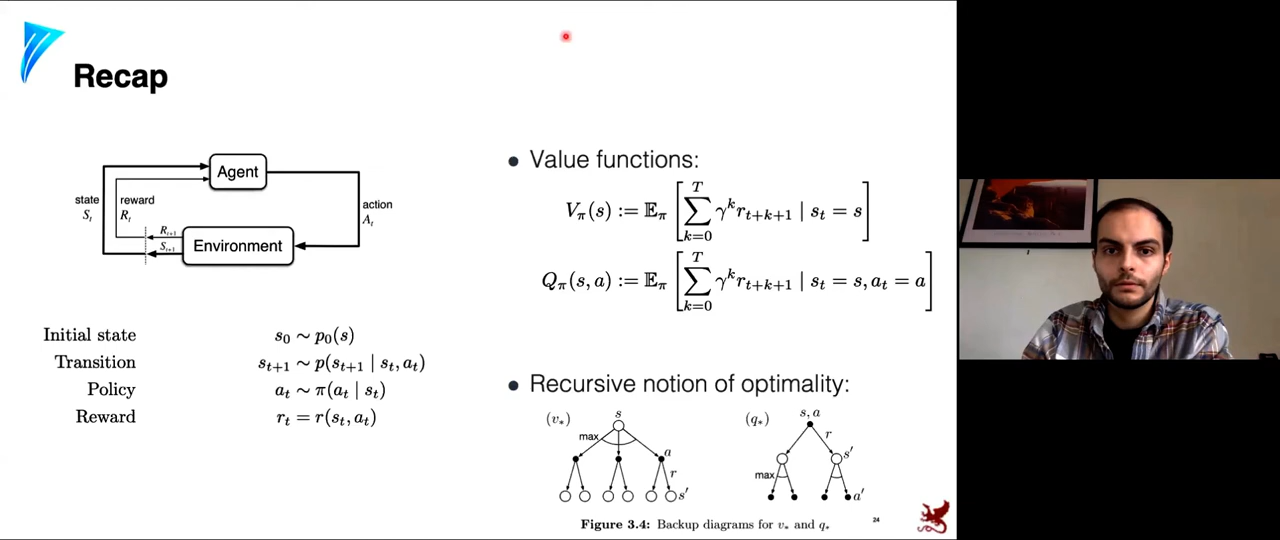 Recap
Agent
state
S_t
reward
R_t
action
A_t
R_{t+1}
S_{t+1}
Environment
Initial state s_0 ∼ p_0(s)
Transition s_{t+1} ∼ p(s_{t+1} | s_t, a_t)
Policy a_t ∼ π(a_t | s_t)
Reward r_t = r(s_t, a_t)
• Value functions:
V_π(s) := 𝔼_π [ ∑_{k=0}^{T} γ^k r_{t+k+1} | s_t = s ]
Q_π(s, a) := 𝔼_π [ ∑_{k=0}^{T} γ^k r_{t+k+1} | s_t = s, a_t = a ]
• Recursive notion of optimality:
(v_*)
s
max
a
r
s′
(q_*)
s, a
r
s′
max
a′
Figure 3.4: Backup diagrams for v_* and q_*
24